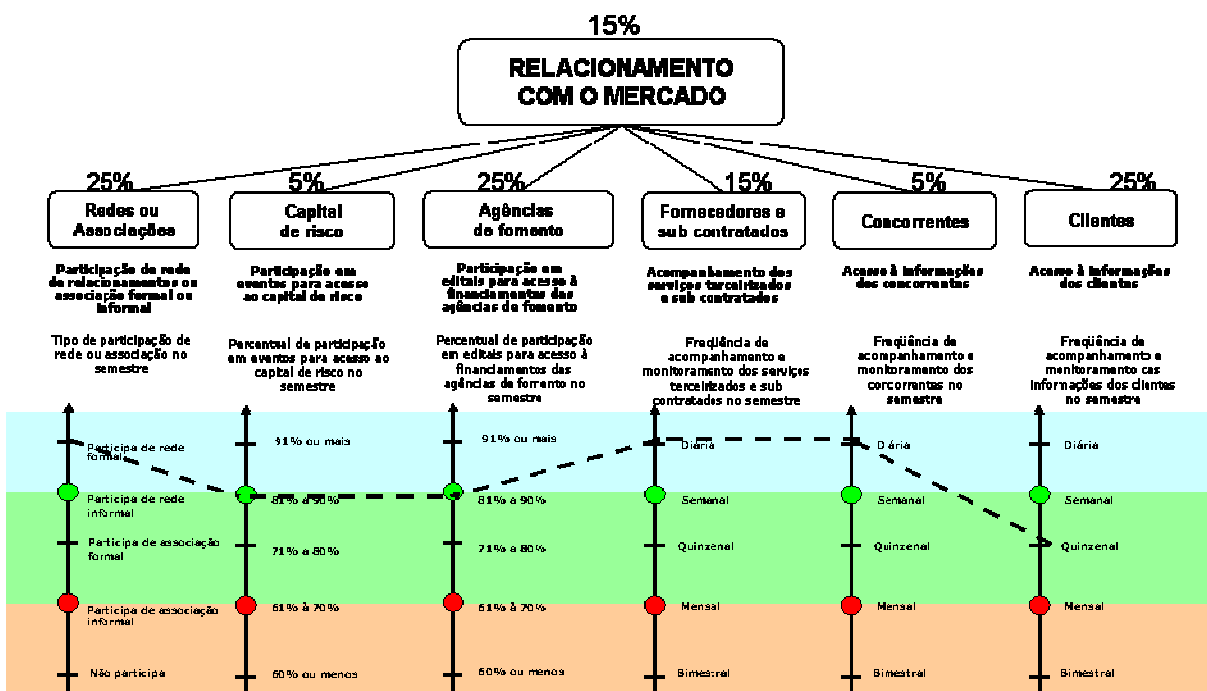 15%
RELACIONAMENTO
COM O MERCADO
25%
Redes ou
Associações
5%
Capital
de risco
25%
Agências
de fomento
15%
Fornecedores e
sub contratados
5%
Concorrentes
25%
Clientes
Participação de rede
de relacionamentos ou
associação formal ou
informal
Participação em
eventos para acesso
ao capital de risco
Participação em
editais para acesso à
financiamentos das
agências de fomento
Acompanhamento dos
serviços terceirizados
e sub contratados
Acesso à informações
dos concorrentes
Acesso à informações
dos clientes
Tipo de participação de
rede ou associação no
semestre
Percentual de participação
em eventos para acesso ao
capital de risco no
semestre
Percentual de participação
em editais para acesso à
financiamentos das
agências de fomento no
semestre
Freqüência de
acompanhamento e
monitoramento dos serviços
terceirizados e sub
contratados no semestre
Freqüência de
acompanhamento e
monitoramento dos
corcorrentes no
semestre
Freqüência de
acompanhamento e
monitoramento das
informações dos clientes
no semestre
Participa de rede
formal
Participa de rede
informal
Participa de associação
formal
Participa de associação
informal
Não participa
91% ou mais
81% a 90%
71% a 80%
61% à 70%
60% ou menos
91% ou mais
81% a 90%
71% a 80%
61% à 70%
60% ou menos
Diária
Semanal
Quinzenal
Mensal
Bimestral
Diária
Semanal
Quinzenal
Mensal
Bimestral
Diária
Semanal
Quinzenal
Mensal
Bimestral